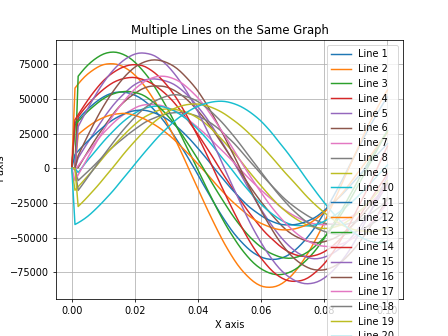 Multiple Lines on the Same Graph
75000
50000
25000
0
−25000
−50000
−75000
0.00
0.02
0.04
0.06
0.08
X axis
axis
Line 1
Line 2
Line 3
Line 4
Line 5
Line 6
Line 7
Line 8
Line 9
Line 10
Line 11
Line 12
Line 13
Line 14
Line 15
Line 16
Line 17
Line 18
Line 19
Line 20